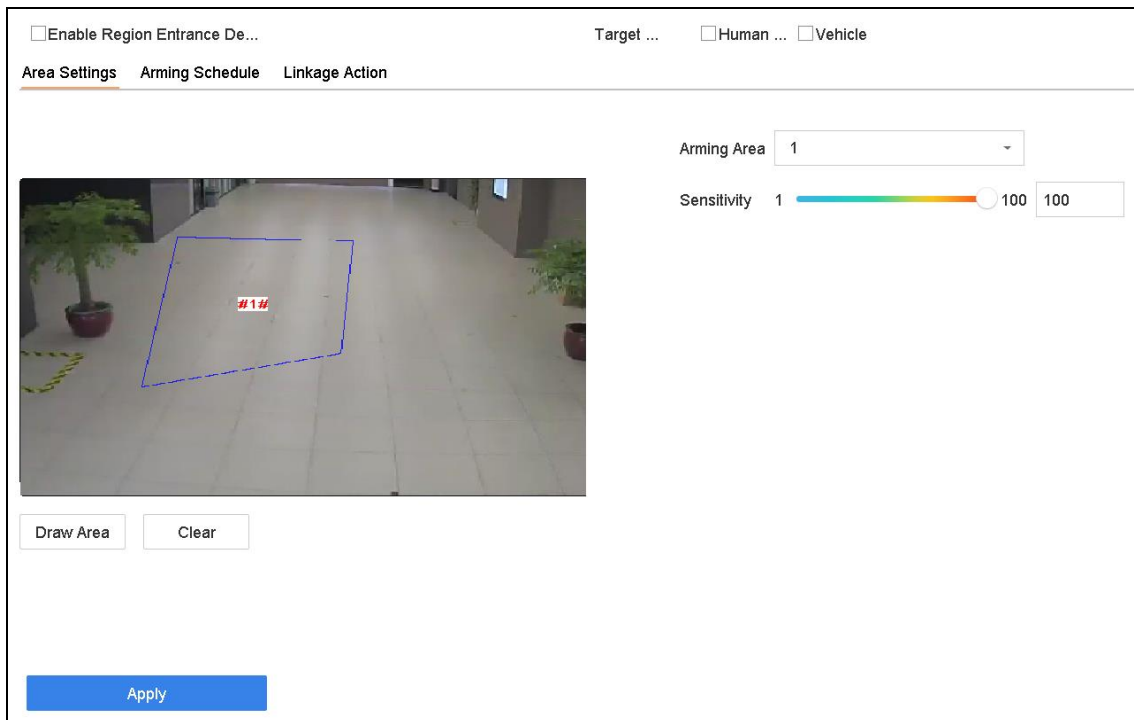 Enable Region Entrance De... Target ... Human ... Vehicle
Area Settings Arming Schedule Linkage Action
Arming Area 1
Sensitivity 1 100 100
#1#
Draw Area Clear
Apply